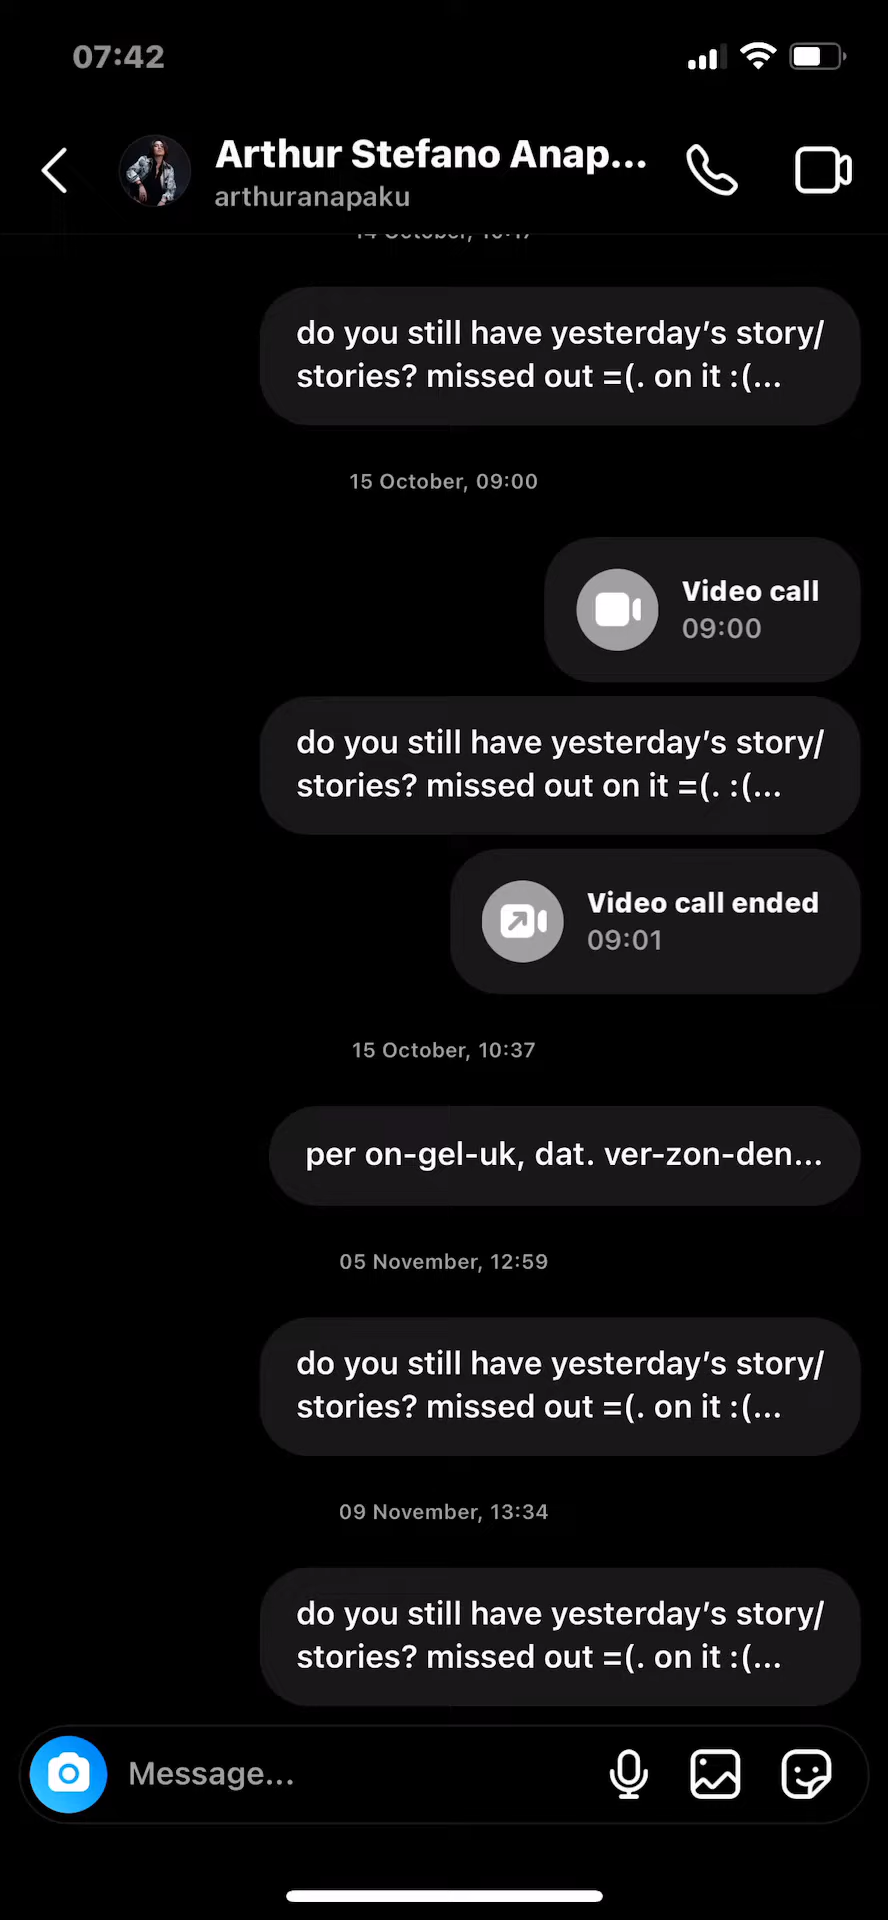 07:42
Arthur Stefano Anap...
arthuranapaku
do you still have yesterday’s story/
stories? missed out =(. on it :(...
15 October, 09:00
Video call
09:00
do you still have yesterday’s story/
stories? missed out on it =(. :(...
Video call ended
09:01
15 October, 10:37
per on-gel-uk, dat. ver-zon-den...
05 November, 12:59
do you still have yesterday’s story/
stories? missed out =(. on it :(...
09 November, 13:34
do you still have yesterday’s story/
stories? missed out =(. on it :(...
Message...